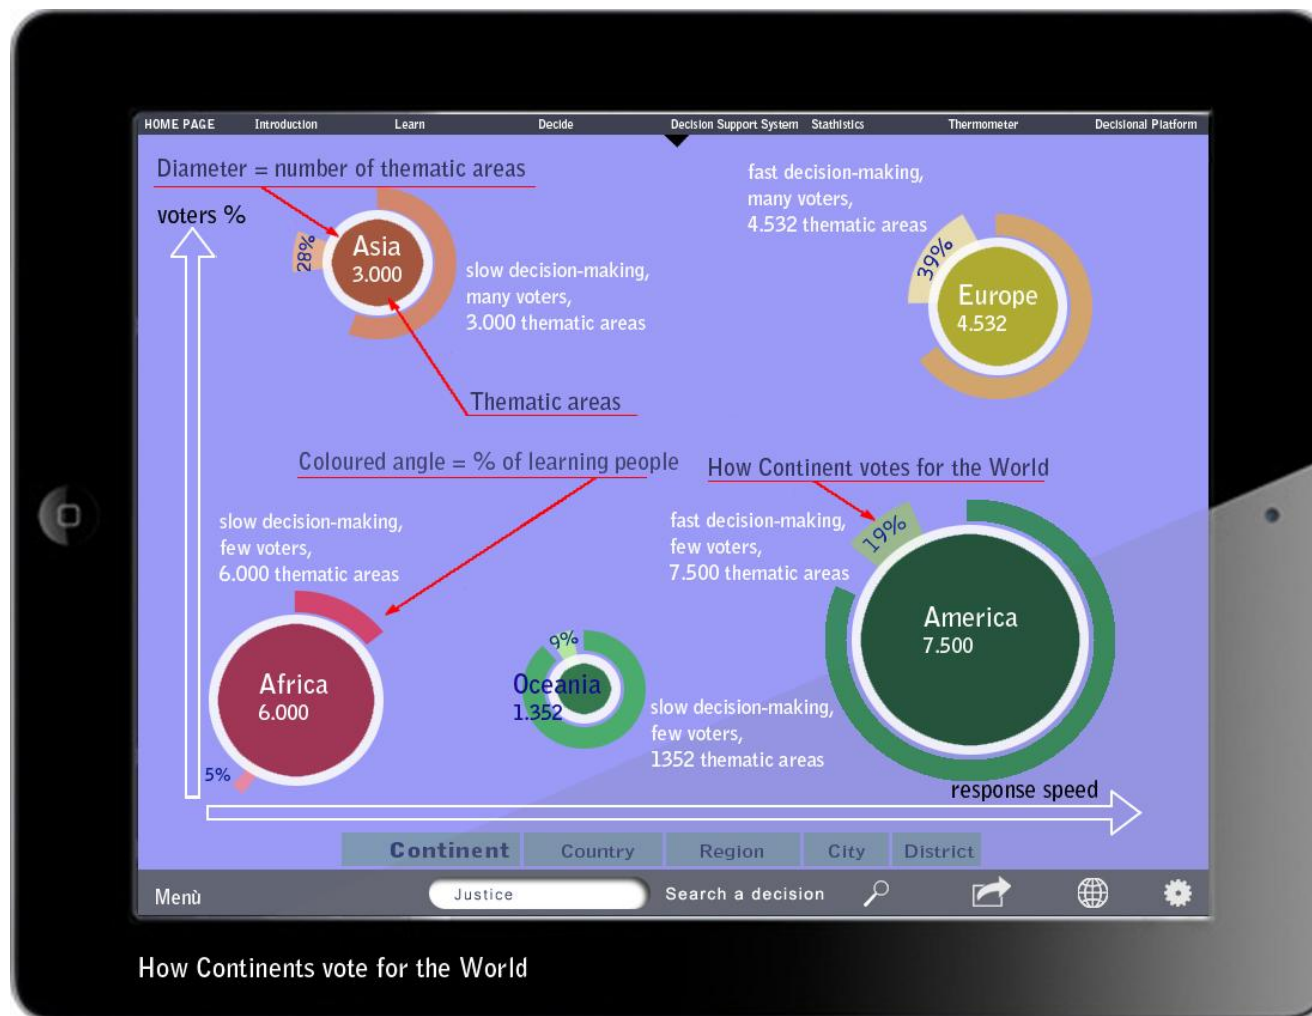 HOME PAGE Introduction Learn Decide Decision Support System Stathistics Thermometer Decisional Platform
Diameter = number of thematic areas
voters %
28%
Asia
3.000
slow decision-making,
many voters,
3.000 thematic areas
Thematic areas
fast decision-making,
many voters,
4.532 thematic areas
39%
Europe
4.532
Coloured angle = % of learning people
slow decision-making,
few voters,
6.000 thematic areas
Africa
6.000
5%
9%
Oceania
1.352
slow decision-making,
few voters,
1352 thematic areas
How Continent votes for the World
fast decision-making,
few voters,
7.500 thematic areas
19%
America
7.500
response speed
Continent Country Region City District
Menù Justice Search a decision
How Continents vote for the World